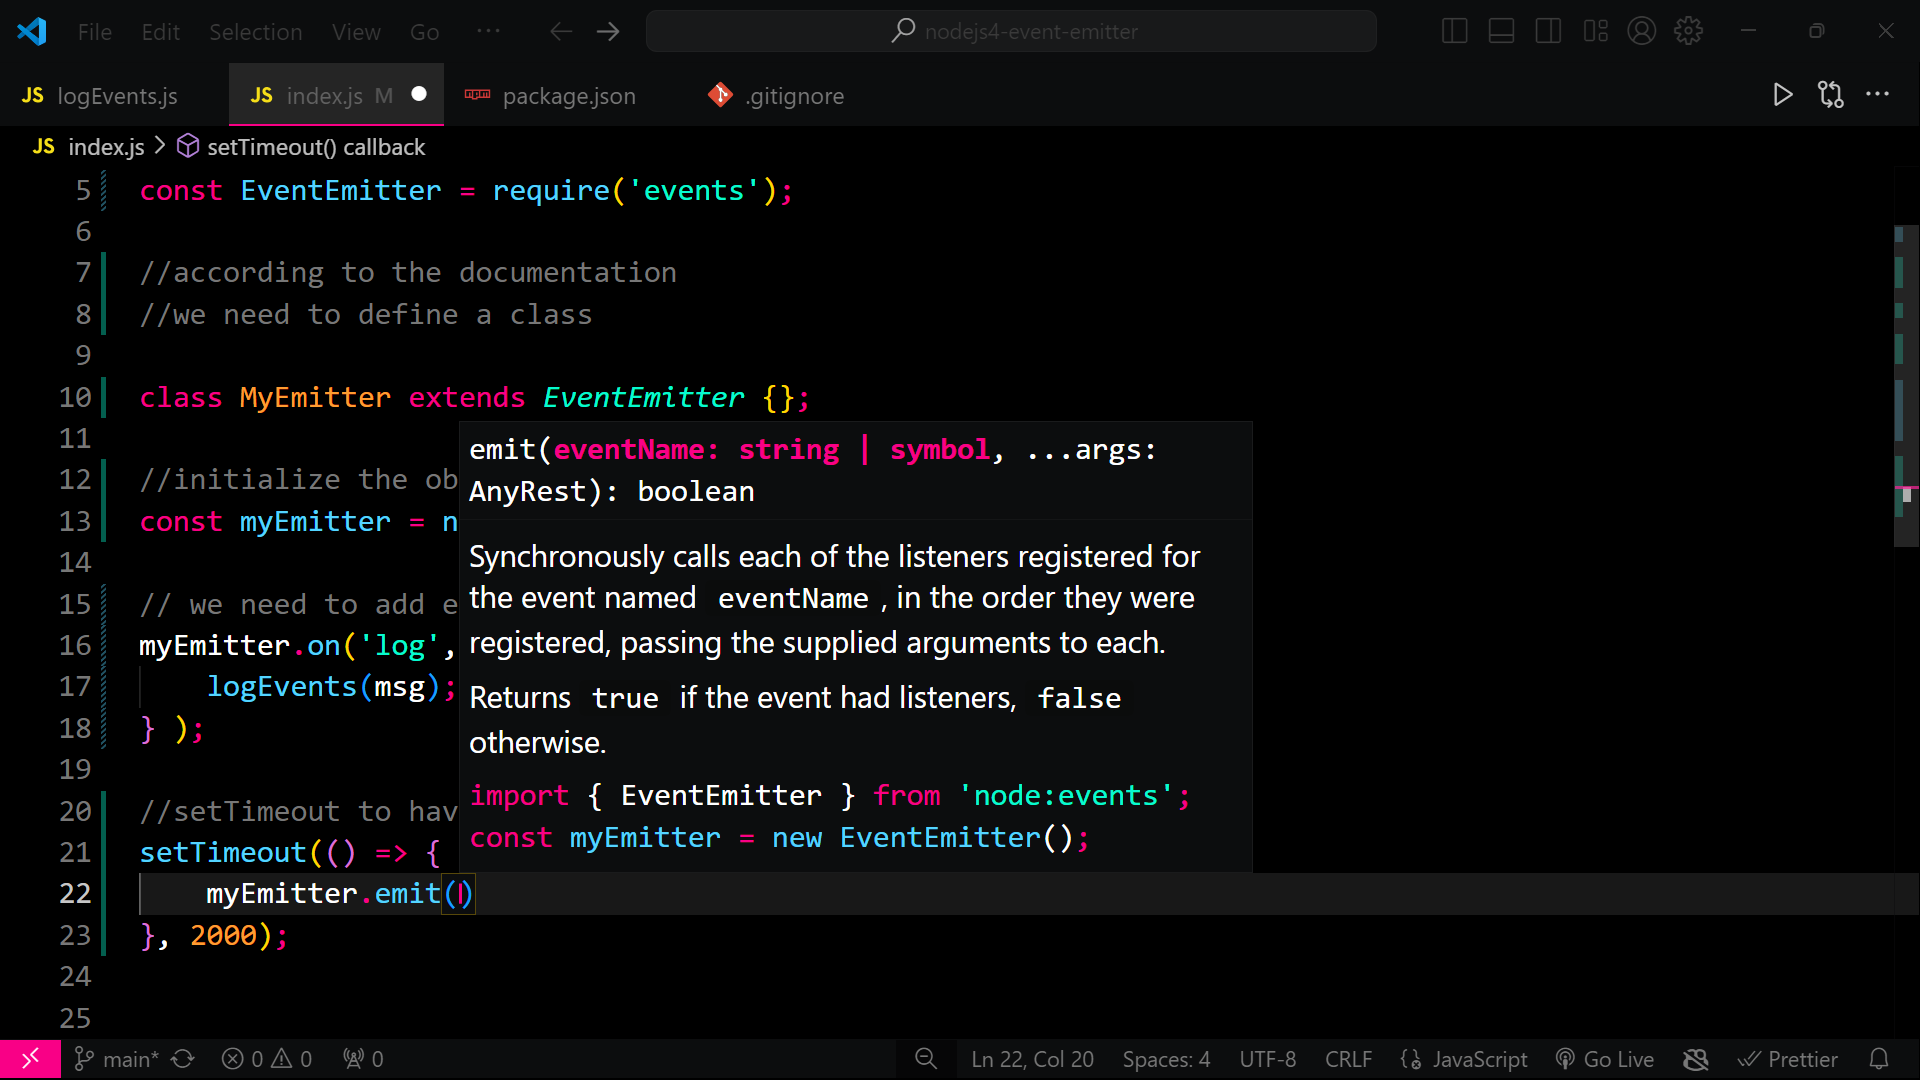 File Edit Selection View Go ··· nodejs4-event-emitter
JS logEvents.js JS index.js M package.json .gitignore
JS index.js > setTimeout() callback
5 const EventEmitter = require('events');
6
7 //according to the documentation
8 //we need to define a class
9
10 class MyEmitter extends EventEmitter {};
11
12 //initialize the ob
13 const myEmitter = n
14
15 // we need to add e
16 myEmitter.on('log',
17 logEvents(msg);
18 } );
19
20 //setTimeout to hav
21 setTimeout(() => {
22 myEmitter.emit()
23 }, 2000);
24
25
emit(eventName: string | symbol, ...args:
AnyRest): boolean
Synchronously calls each of the listeners registered for
the event named eventName , in the order they were
registered, passing the supplied arguments to each.
Returns true if the event had listeners, false
otherwise.
import { EventEmitter } from 'node:events';
const myEmitter = new EventEmitter();
main* 0 0 0 Ln 22, Col 20 Spaces: 4 UTF-8 CRLF {} JavaScript Go Live Prettier